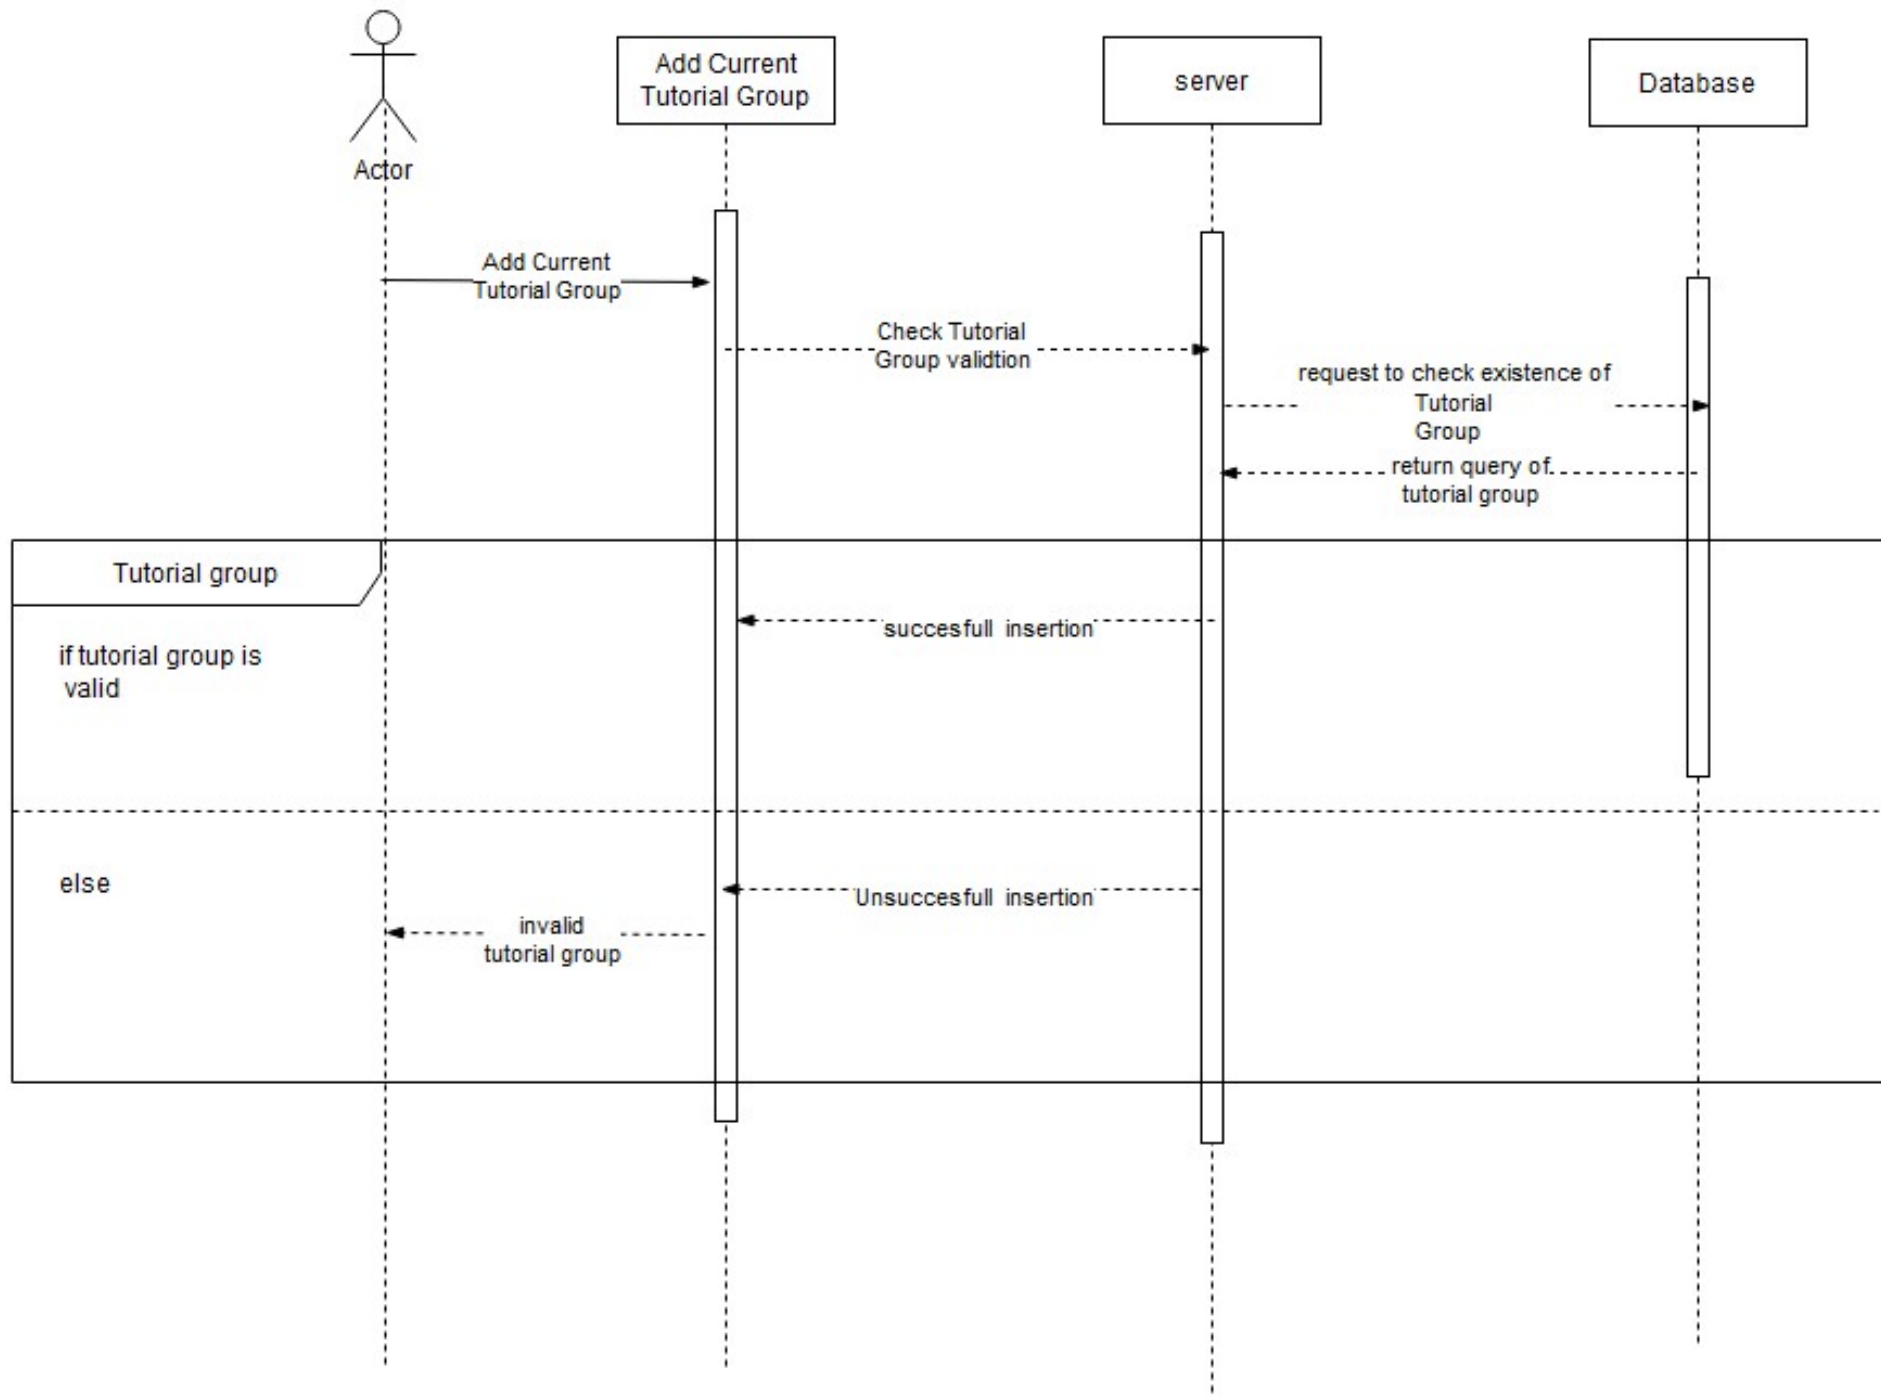 Add Current
Tutorial Group
server
Database
Actor
Add Current
Tutorial Group
Check Tutorial
Group validtion
request to check existence of
Tutorial
Group
return query of
tutorial group
Tutorial group
succesfull insertion
if tutorial group is
valid
else
Unsuccesfull insertion
invalid
tutorial group